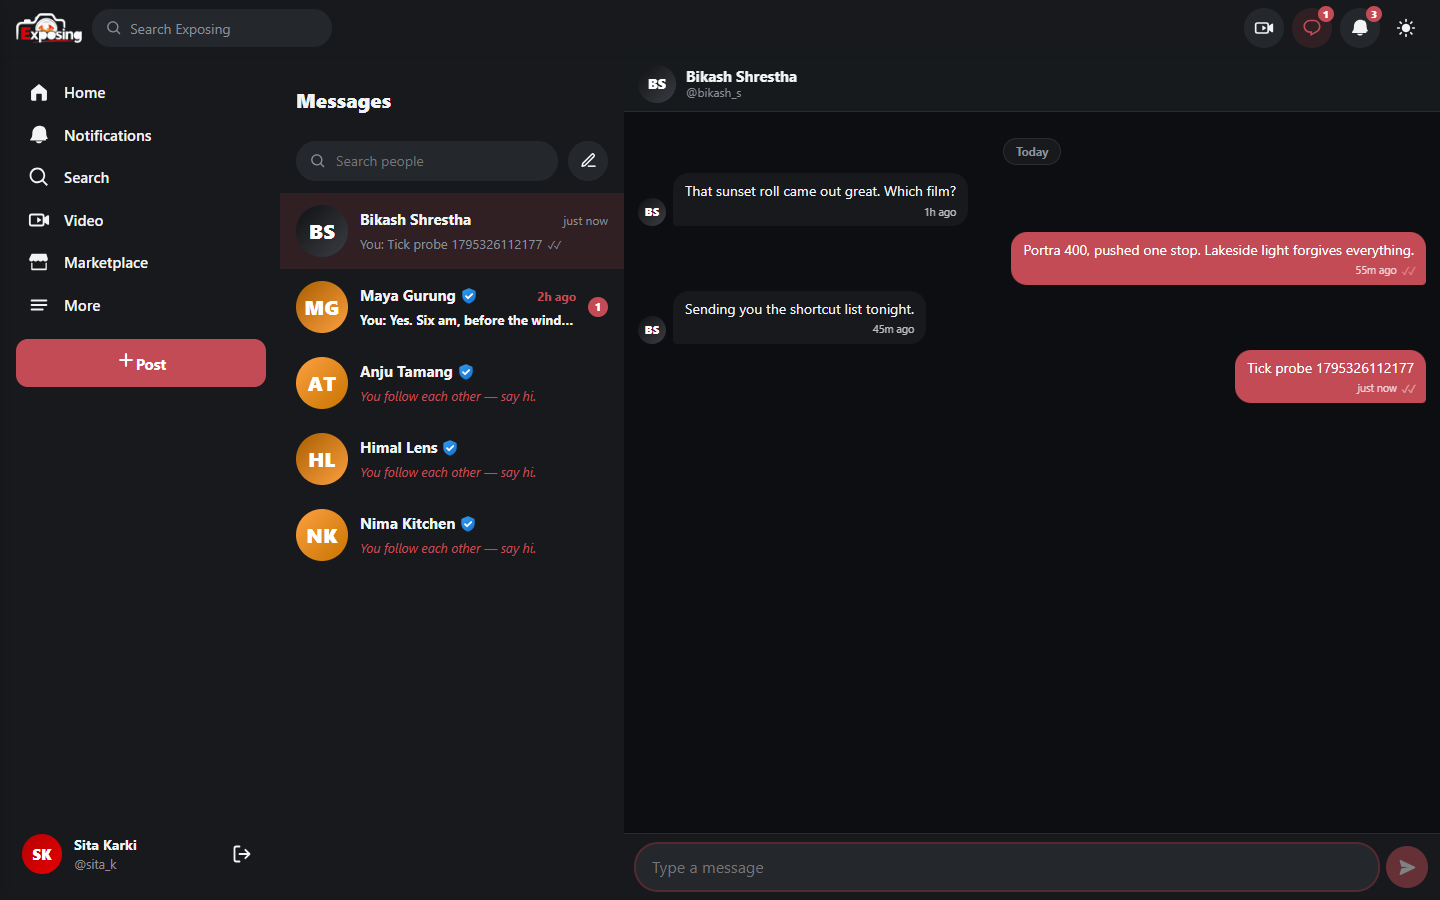 Exposing
Search Exposing
1
3
Home
Notifications
Search
Video
Marketplace
More
Post
Sita Karki
@sita_k
SK
Messages
Search people
BS
Bikash Shrestha
just now
You: Tick probe 1795326112177
MG
Maya Gurung
2h ago
You: Yes. Six am, before the wind...
1
AT
Anju Tamang
You follow each other — say hi.
HL
Himal Lens
You follow each other — say hi.
NK
Nima Kitchen
You follow each other — say hi.
BS
Bikash Shrestha
@bikash_s
Today
That sunset roll came out great. Which film?
1h ago
BS
Portra 400, pushed one stop. Lakeside light forgives everything.
55m ago
Sending you the shortcut list tonight.
45m ago
BS
Tick probe 1795326112177
just now
Type a message